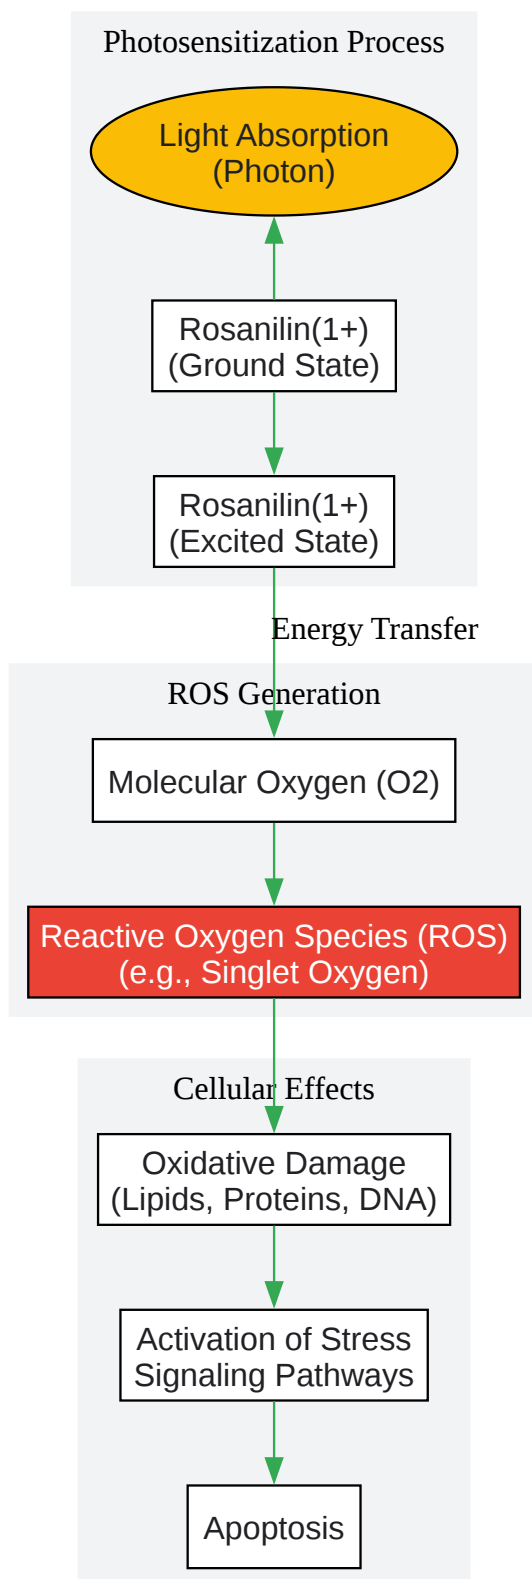 Photosensitization Process
Light Absorption
(Photon)
Rosanilin(1+)
(Ground State)
Rosanilin(1+)
(Excited State)
Energy Transfer
ROS Generation
Molecular Oxygen (O2)
Reactive Oxygen Species (ROS)
(e.g., Singlet Oxygen)
Cellular Effects
Oxidative Damage
(Lipids, Proteins, DNA)
Activation of Stress
Signaling Pathways
Apoptosis